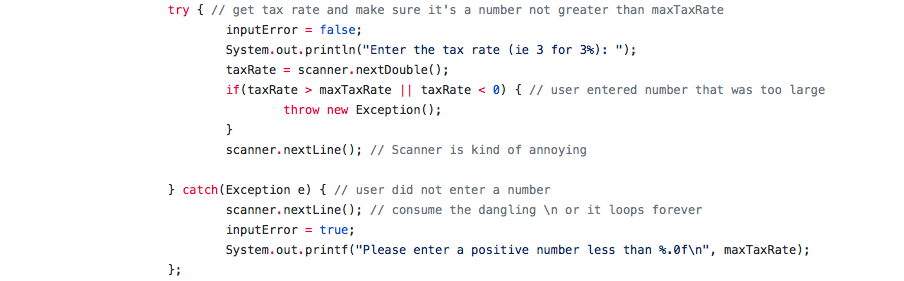 try { // get tax rate and make sure it's a number not greater than maxTaxRate
inputError = false;
System.out.println("Enter the tax rate (ie 3 for 3%): ");
taxRate = scanner.nextDouble();
if(taxRate > maxTaxRate || taxRate < 0) { // user entered number that was too large
throw new Exception();
}
scanner.nextLine(); // Scanner is kind of annoying
} catch(Exception e) { // user did not enter a number
scanner.nextLine(); // consume the dangling \n or it loops forever
inputError = true;
System.out.printf("Please enter a positive number less than %.0f\n", maxTaxRate);
};